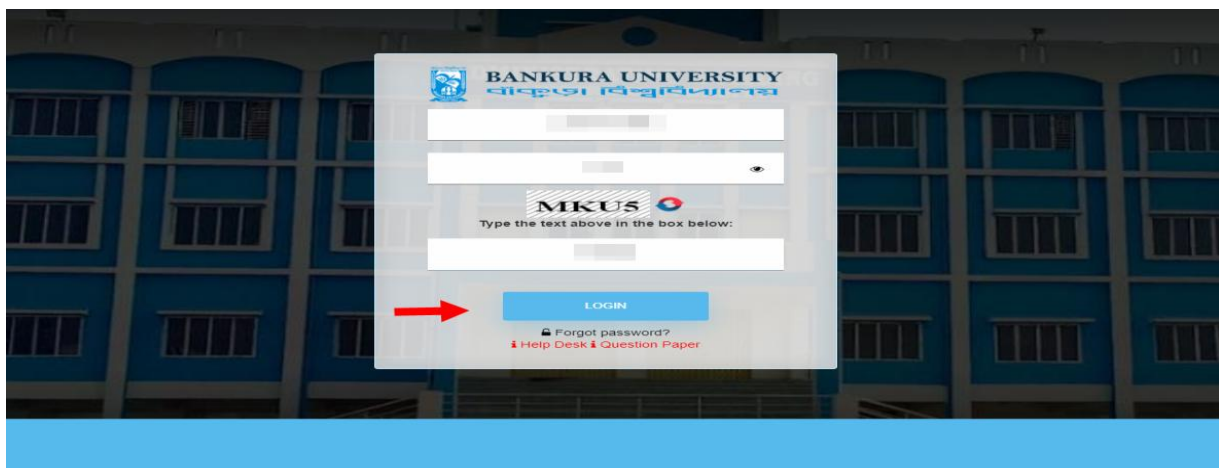 BANKURA UNIVERSITY
বাঁকুড়া বিশ্ববিদ্যালয়
MKU5
Type the text above in the box below:
LOGIN
Forgot password?
Help Desk Question Paper